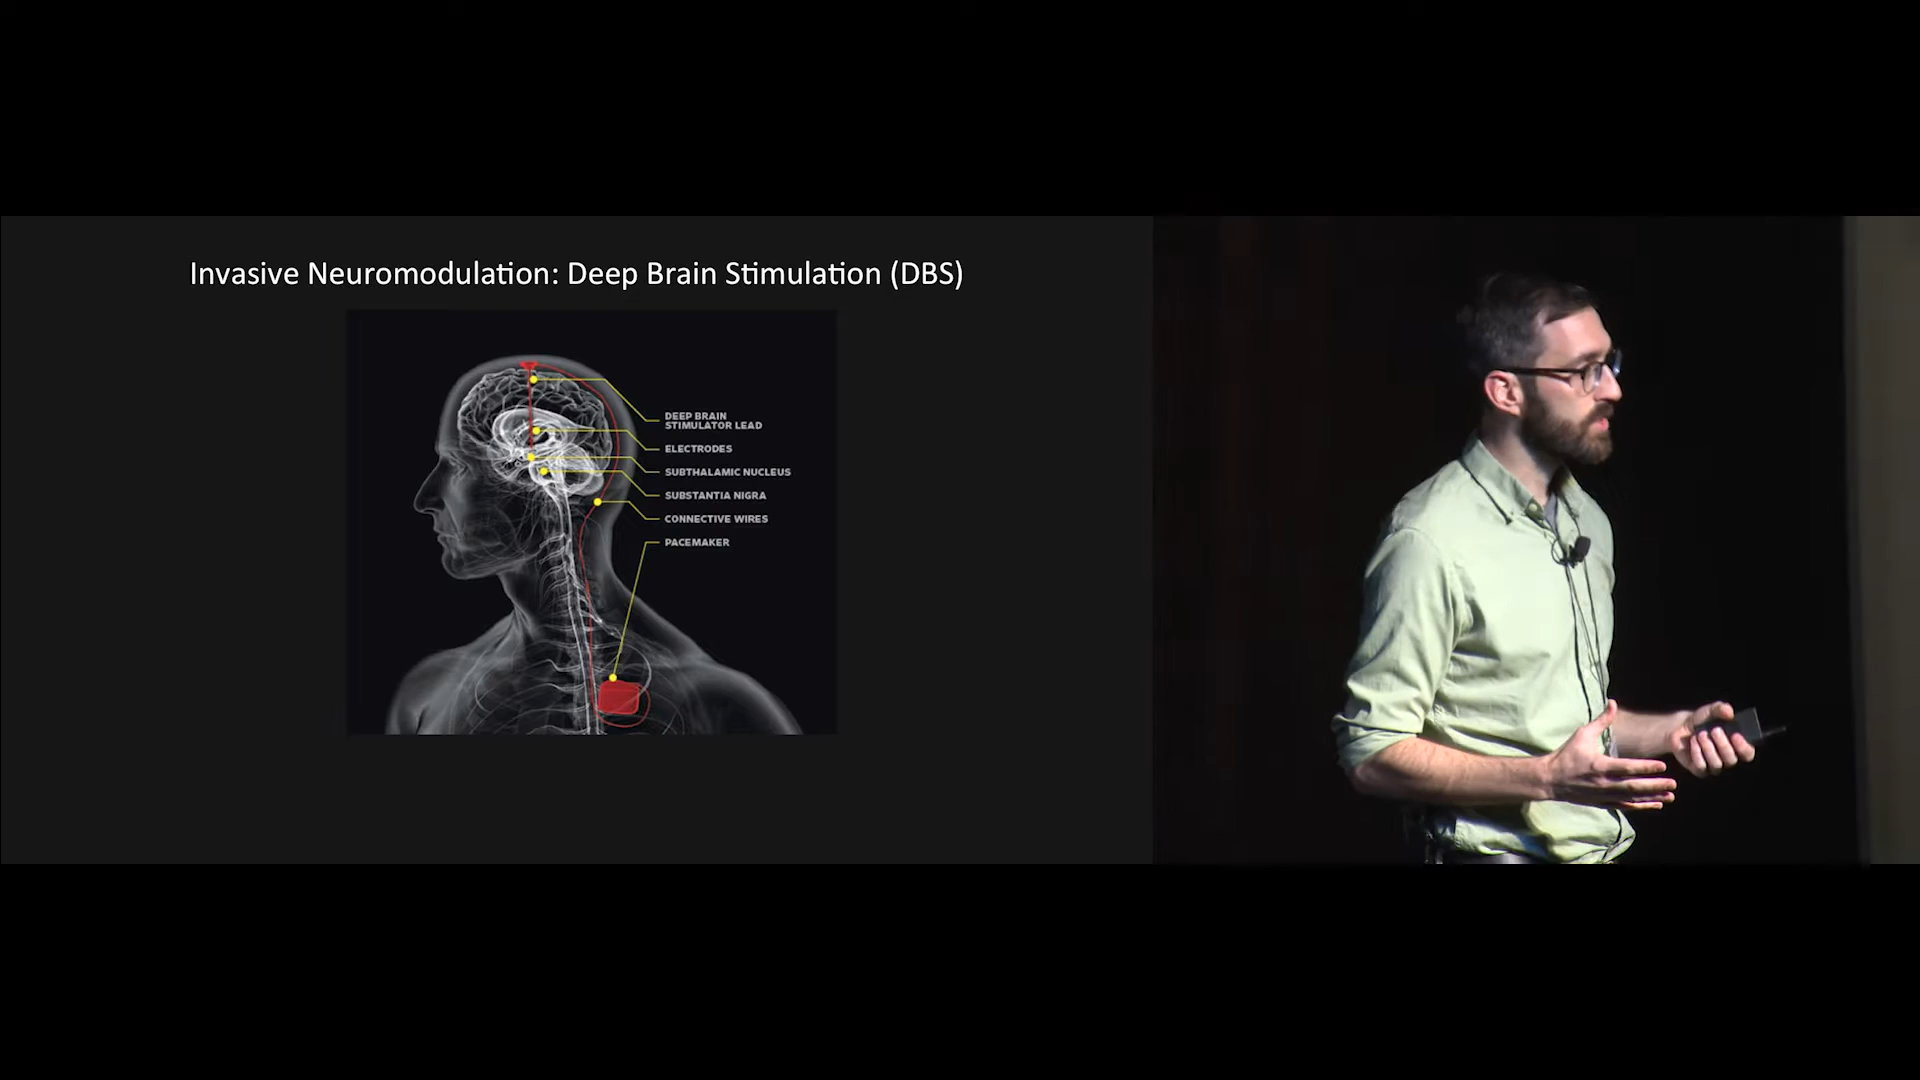 Invasive Neuromodulation: Deep Brain Stimulation (DBS)
DEEP BRAIN
STIMULATOR LEAD
ELECTRODES
SUBTHALAMIC NUCLEUS
SUBSTANTIA NIGRA
CONNECTIVE WIRES
PACEMAKER